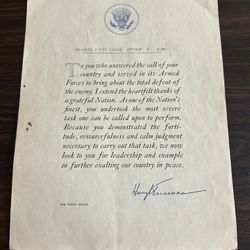 PRIVATE FIRST CLASS ARTHUR D.
To you who answered the call of your
country and served in its Armed
Forces to bring about the total defeat of
the enemy, I extend the heartfelt thanks of
a grateful Nation. As one of the Nation's
finest, you undertook the most severe
task one can be called upon to perform.
Because you demonstrated the forti-
tude, resourcefulness and calm judgment
necessary to carry out that task, we now
look to you for leadership and example
in further exalting our country in peace.
Harry Truman
THE WHITE HOUSE